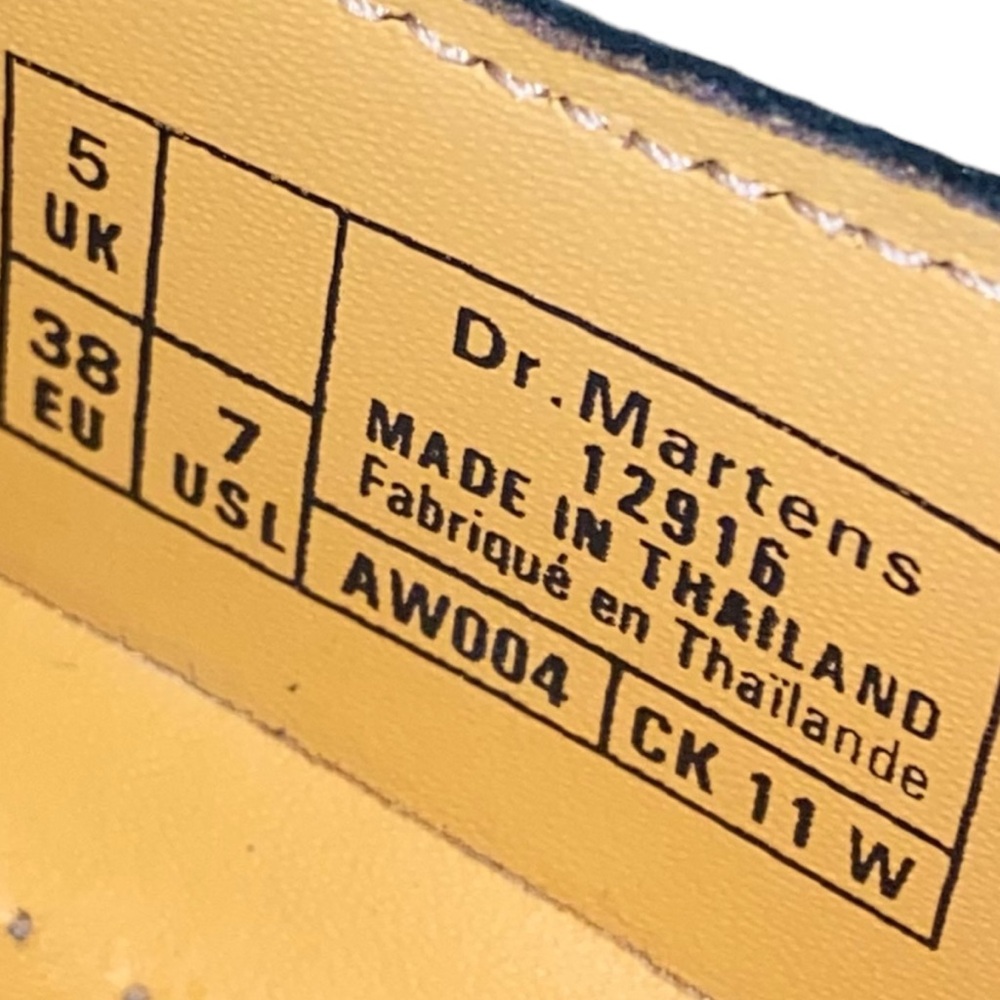 5
UK
38
EU
7
USL
Dr.Martens
12916
MADE IN THAILAND
Fabriqué en Thaïlande
AW004
CK 11 W